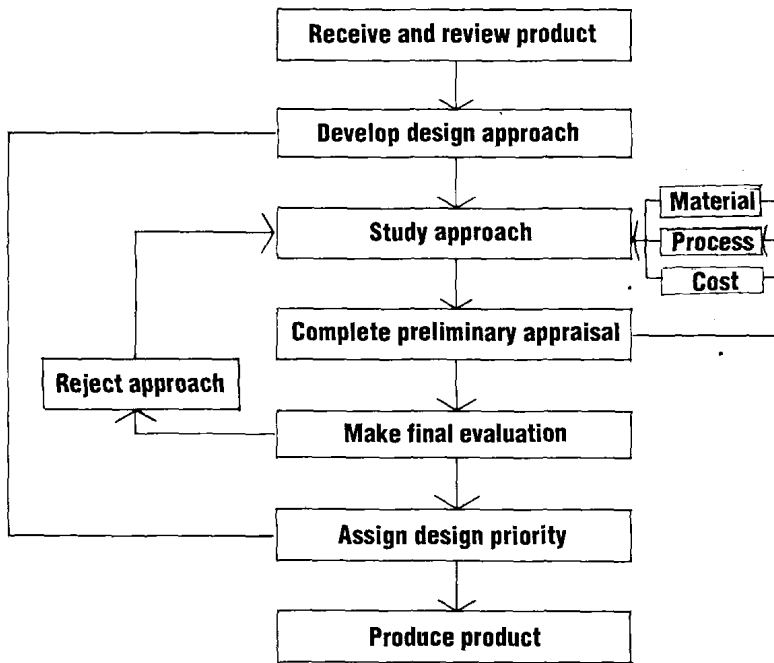 Receive and review product
Develop design approach
Study approach
Material
Process
Cost
Complete preliminary appraisal
Reject approach
Make final evaluation
Assign design priority
Produce product